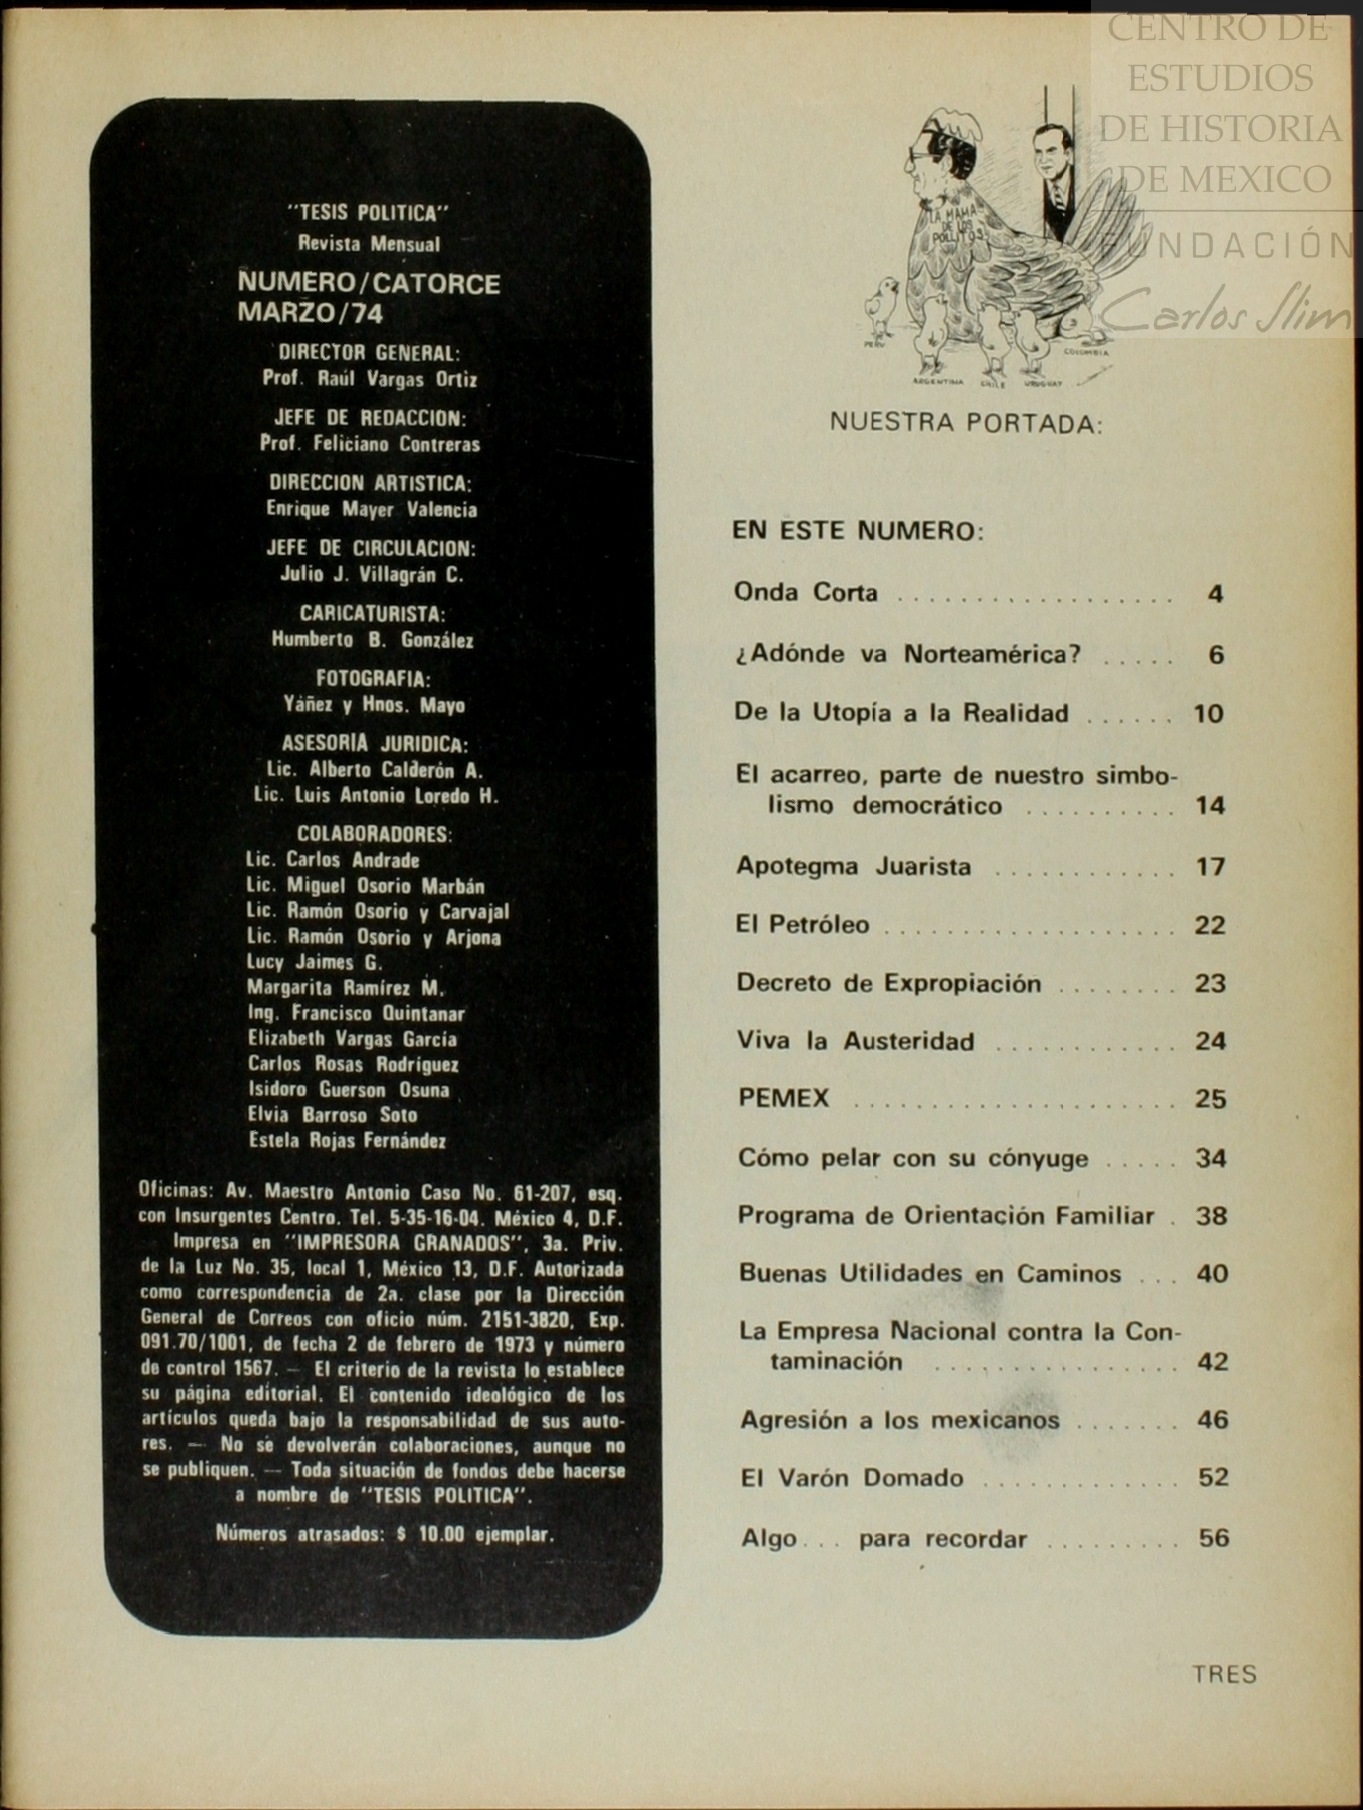 "TESIS POLITICA"
Revista Mensual
NUMERO/CATORCE
MARZO/74
DIRECTOR GENERAL:
Prof. Raúl Vargas Ortiz
JEFE DE REDACCION:
Prof. Feliciano Contreras
DIRECCION ARTISTICA:
Enrique Mayer Valencia
JEFE DE CIRCULACION:
Julio J. Villagrán C.
CARICATURISTA:
Humberto B. González
FOTOGRAFIA:
Yáñez y Hnos. Mayo
ASESORIA JURIDICA:
Lic. Alberto Calderón A.
Lic. Luis Antonio Loredo H.
COLABORADORES:
Lic. Carlos Andrade
Lic. Miguel Osorio Marbán
Lic. Ramón Osorio y Carvajal
Lic. Ramón Osorio y Arjona
Lucy Jaimes G.
Margarita Ramírez M.
Ing. Francisco Quintanar
Elizabeth Vargas García
Carlos Rosas Rodríguez
Isidoro Guerson Osuna
Elvia Barroso Soto
Estela Rojas Fernández
Oficinas: Av. Maestro Antonio Caso No. 61-207, esq.
con Insurgentes Centro. Tel. 5-35-16-04. México 4, D.F.
Impresa en "IMPRESORA GRANADOS", 3a. Priv.
de la Luz No. 35, local 1, México 13, D.F. Autorizada
como correspondencia de 2a. clase por la Dirección
General de Correos con oficio núm. 2151-3820, Exp.
091.70/1001, de fecha 2 de febrero de 1973 y número
de control 1567. — El criterio de la revista lo establece
su página editorial. El contenido ideológico de los
artículos queda bajo la responsabilidad de sus auto-
res. — No se devolverán colaboraciones, aunque no
se publiquen. — Toda situación de fondos debe hacerse
a nombre de "TESIS POLITICA".
Números atrasados: $ 10.00 ejemplar.
CENTRO DE
ESTUDIOS
DE HISTORIA
DE MEXICO
FUNDACIÓN
Carlos Slim
LA MAMA
DE LOS
POLLITOS
PERU
ARGENTINA
CHILE
URUGUAY
COLOMBIA
NUESTRA PORTADA:
EN ESTE NUMERO:
Onda Corta .................. 4
¿Adónde va Norteamérica? ..... 6
De la Utopía a la Realidad ...... 10
El acarreo, parte de nuestro simbo-
lismo democrático .......... 14
Apotegma Juarista ............ 17
El Petróleo ................... 22
Decreto de Expropiación ........ 23
Viva la Austeridad ............ 24
PEMEX ..................... 25
Cómo pelar con su cónyuge ..... 34
Programa de Orientación Familiar . 38
Buenas Utilidades en Caminos ... 40
La Empresa Nacional contra la Con-
taminación ................ 42
Agresión a los mexicanos ....... 46
El Varón Domado ............. 52
Algo... para recordar ......... 56
TRES